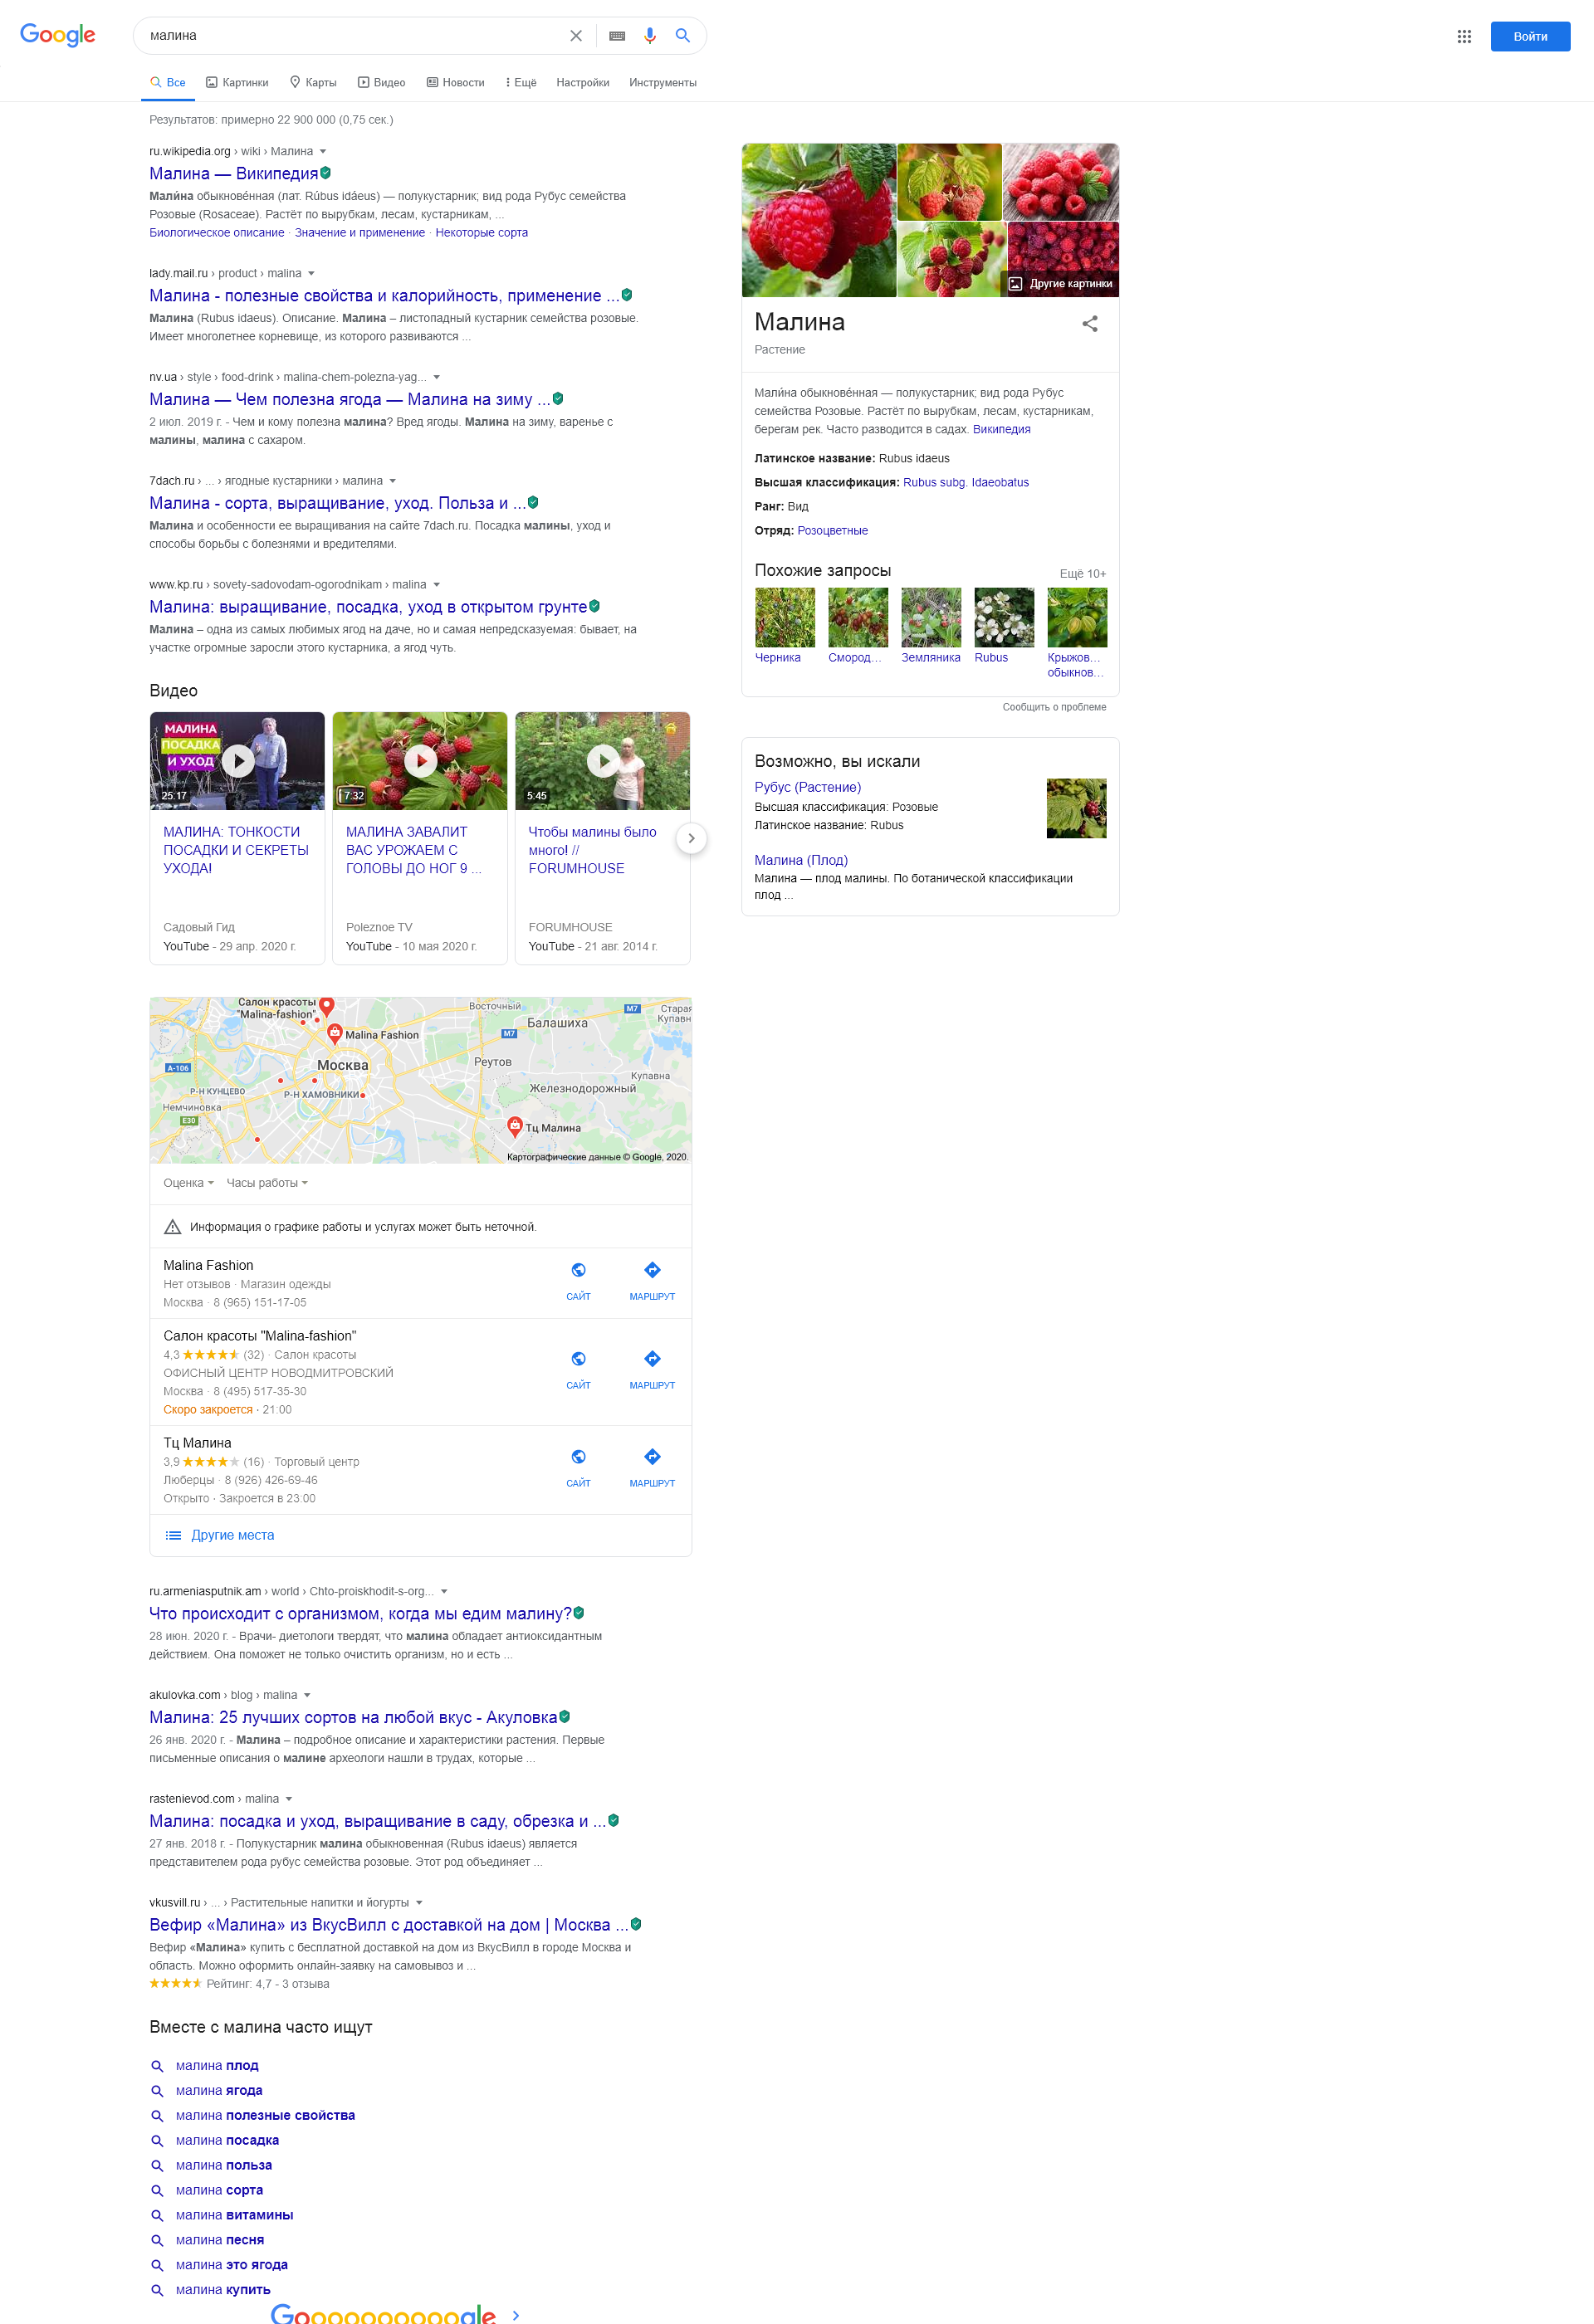 Google
малина
Войти
Все
Картинки
Карты
Видео
Новости
Ещё
Настройки
Инструменты
Результатов: примерно 22 900 000 (0,75 сек.)
ru.wikipedia.org › wiki › Малина
Малина — Википедия
Мали́на обыкнове́нная (лат. Rúbus idáeus) — полукустарник; вид рода Рубус семейства
Розовые (Rosaceae). Растёт по вырубкам, лесам, кустарникам, ...
Биологическое описание · Значение и применение · Некоторые сорта
lady.mail.ru › product › malina
Малина - полезные свойства и калорийность, применение ...
Малина (Rubus idaeus). Описание. Малина – листопадный кустарник семейства розовые.
Имеет многолетнее корневище, из которого развиваются ...
nv.ua › style › food-drink › malina-chem-polezna-yag...
Малина — Чем полезна ягода — Малина на зиму ...
2 июл. 2019 г. - Чем и кому полезна малина? Вред ягоды. Малина на зиму, варенье с
малины, малина с сахаром.
7dach.ru › ... › ягодные кустарники › малина
Малина - сорта, выращивание, уход. Польза и ...
Малина и особенности ее выращивания на сайте 7dach.ru. Посадка малины, уход и
способы борьбы с болезнями и вредителями.
www.kp.ru › sovety-sadovodam-ogorodnikam › malina
Малина: выращивание, посадка, уход в открытом грунте
Малина – одна из самых любимых ягод на даче, но и самая непредсказуемая: бывает, на
участке огромные заросли этого кустарника, а ягод чуть.
Видео
МАЛИНА
ПОСАДКА
И УХОД
25:17
МАЛИНА: ТОНКОСТИ
ПОСАДКИ И СЕКРЕТЫ
УХОДА!
Садовый Гид
YouTube - 29 апр. 2020 г.
7:32
МАЛИНА ЗАВАЛИТ
ВАС УРОЖАЕМ С
ГОЛОВЫ ДО НОГ 9 ...
Poleznoe TV
YouTube - 10 мая 2020 г.
5:45
Чтобы малины было
много! //
FORUMHOUSE
FORUMHOUSE
YouTube - 21 авг. 2014 г.
Салон красоты
"Malina-fashion"
Malina Fashion
Москва
Восточный
М7
Старая
Купавн
Балашиха
М7
Реутов
А-106
Р-Н КУНЦЕВО
Р-Н ХАМОВНИКИ
Купавна
Железнодорожный
Немчиновка
E30
Тц Малина
Картографические данные © Google, 2020.
Оценка
Часы работы
Информация о графике работы и услугах может быть неточной.
Malina Fashion
Нет отзывов · Магазин одежды
Москва · 8 (965) 151-17-05
САЙТ
МАРШРУТ
Салон красоты "Malina-fashion"
4,3 (32) · Салон красоты
ОФИСНЫЙ ЦЕНТР НОВОДМИТРОВСКИЙ
Москва · 8 (495) 517-35-30
Скоро закроется · 21:00
САЙТ
МАРШРУТ
Тц Малина
3,9 (16) · Торговый центр
Люберцы · 8 (926) 426-69-46
Открыто · Закроется в 23:00
САЙТ
МАРШРУТ
Другие места
ru.armeniasputnik.am › world › Chto-proiskhodit-s-org...
Что происходит с организмом, когда мы едим малину?
28 июн. 2020 г. - Врачи- диетологи твердят, что малина обладает антиоксидантным
действием. Она поможет не только очистить организм, но и есть ...
akulovka.com › blog › malina
Малина: 25 лучших сортов на любой вкус - Акуловка
26 янв. 2020 г. - Малина – подробное описание и характеристики растения. Первые
письменные описания о малине археологи нашли в трудах, которые ...
rastenievod.com › malina
Малина: посадка и уход, выращивание в саду, обрезка и ...
27 янв. 2018 г. - Полукустарник малина обыкновенная (Rubus idaeus) является
представителем рода рубус семейства розовые. Этот род объединяет ...
vkusvill.ru › ... › Растительные напитки и йогурты
Вефир «Малина» из ВкусВилл с доставкой на дом | Москва ...
Вефир «Малина» купить с бесплатной доставкой на дом из ВкусВилл в городе Москва и
область. Можно оформить онлайн-заявку на самовывоз и ...
Рейтинг: 4,7 - 3 отзыва
Вместе с малина часто ищут
малина плод
малина ягода
малина полезные свойства
малина посадка
малина польза
малина сорта
малина витамины
малина песня
малина это ягода
малина купить
Goooooooooogle
Другие картинки
Малина
Растение
Мали́на обыкнове́нная — полукустарник; вид рода Рубус
семейства Розовые. Растёт по вырубкам, лесам, кустарникам,
берегам рек. Часто разводится в садах. Википедия
Латинское название: Rubus idaeus
Высшая классификация: Rubus subg. Idaeobatus
Ранг: Вид
Отряд: Розоцветные
Похожие запросы
Ещё 10+
Черника
Смород...
Земляника
Rubus
Крыжов...
обыкнов...
Сообщить о проблеме
Возможно, вы искали
Рубус (Растение)
Высшая классификация: Розовые
Латинское название: Rubus
Малина (Плод)
Малина — плод малины. По ботанической классификации
плод ...